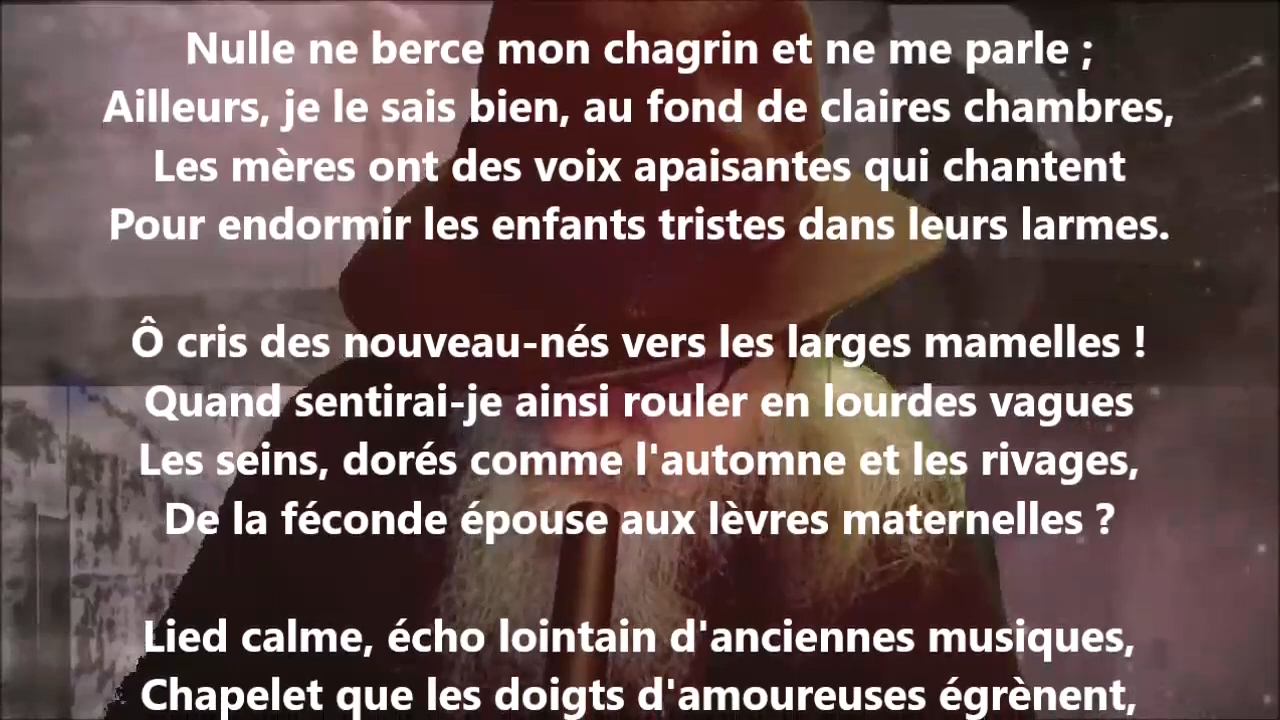 Nulle ne berce mon chagrin et ne me parle ;
Ailleurs, je le sais bien, au fond de claires chambres,
Les mères ont des voix apaisantes qui chantent
Pour endormir les enfants tristes dans leurs larmes.
Ô cris des nouveau-nés vers les larges mamelles !
Quand sentirai-je ainsi rouler en lourdes vagues
Les seins, dorés comme l'automne et les rivages,
De la féconde épouse aux lèvres maternelles ?
Lied calme, écho lointain d'anciennes musiques,
Chapelet que les doigts d'amoureuses égrènent,